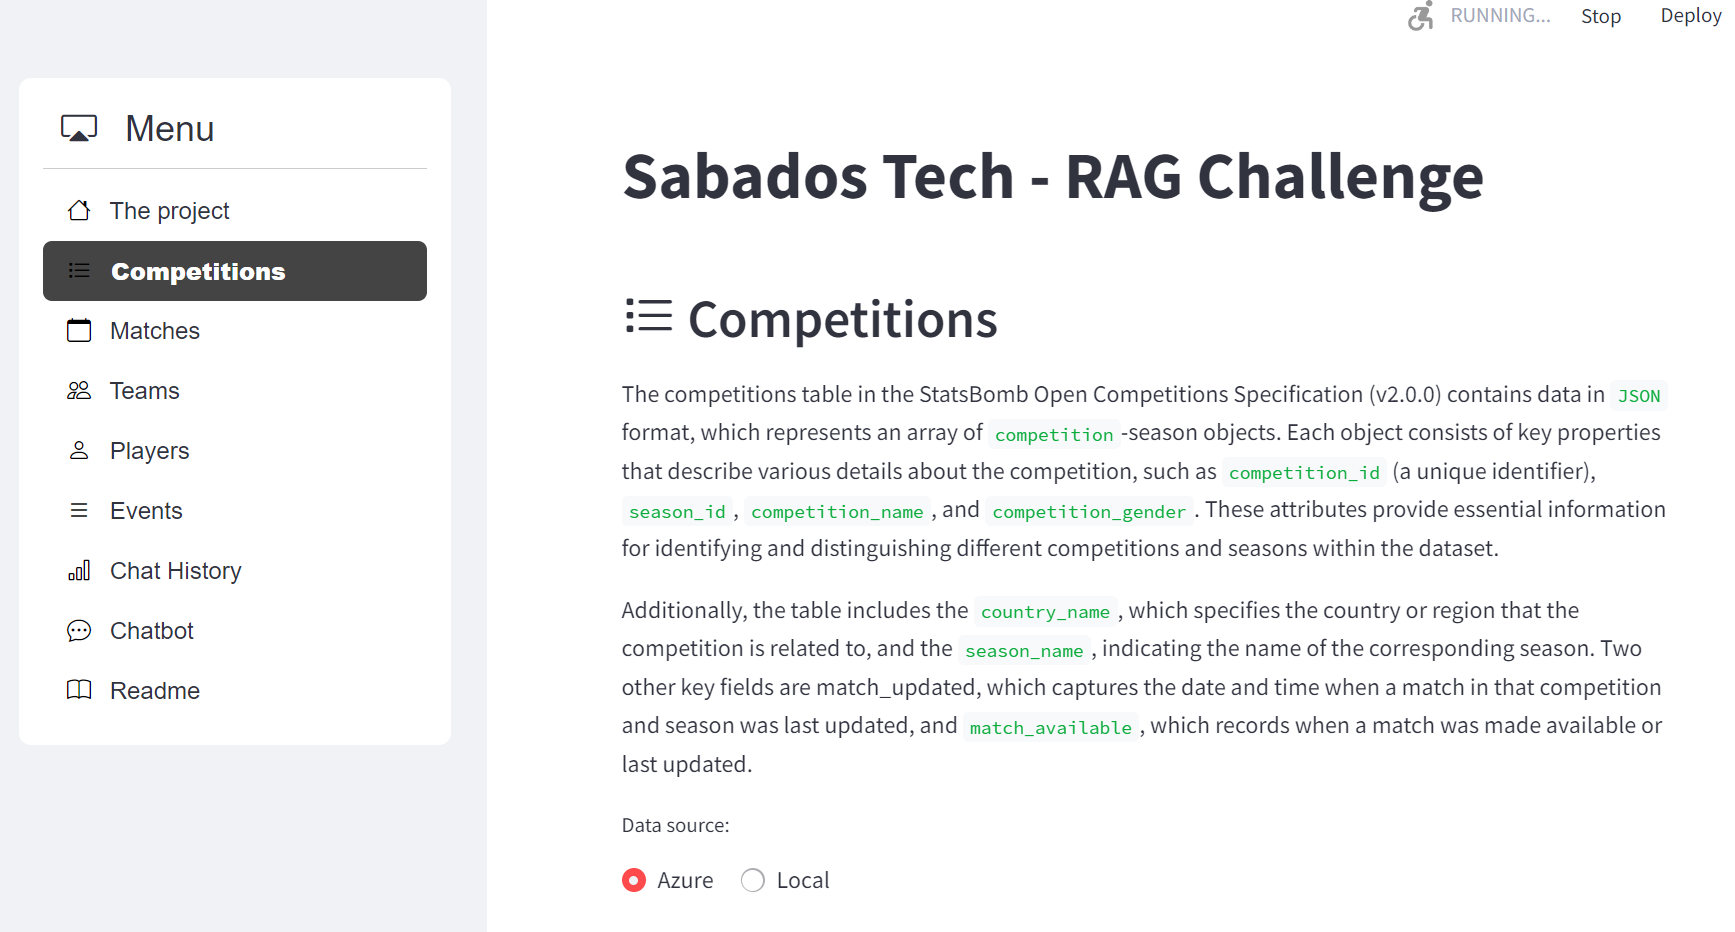 RUNNING... Stop Deploy
Menu
The project
Competitions
Matches
Teams
Players
Events
Chat History
Chatbot
Readme
Sabados Tech - RAG Challenge
Competitions
The competitions table in the StatsBomb Open Competitions Specification (v2.0.0) contains data in JSON
format, which represents an array of competition -season objects. Each object consists of key properties
that describe various details about the competition, such as competition_id (a unique identifier),
season_id , competition_name , and competition_gender . These attributes provide essential information
for identifying and distinguishing different competitions and seasons within the dataset.
Additionally, the table includes the country_name , which specifies the country or region that the
competition is related to, and the season_name , indicating the name of the corresponding season. Two
other key fields are match_updated, which captures the date and time when a match in that competition
and season was last updated, and match_available , which records when a match was made available or
last updated.
Data source:
Azure Local